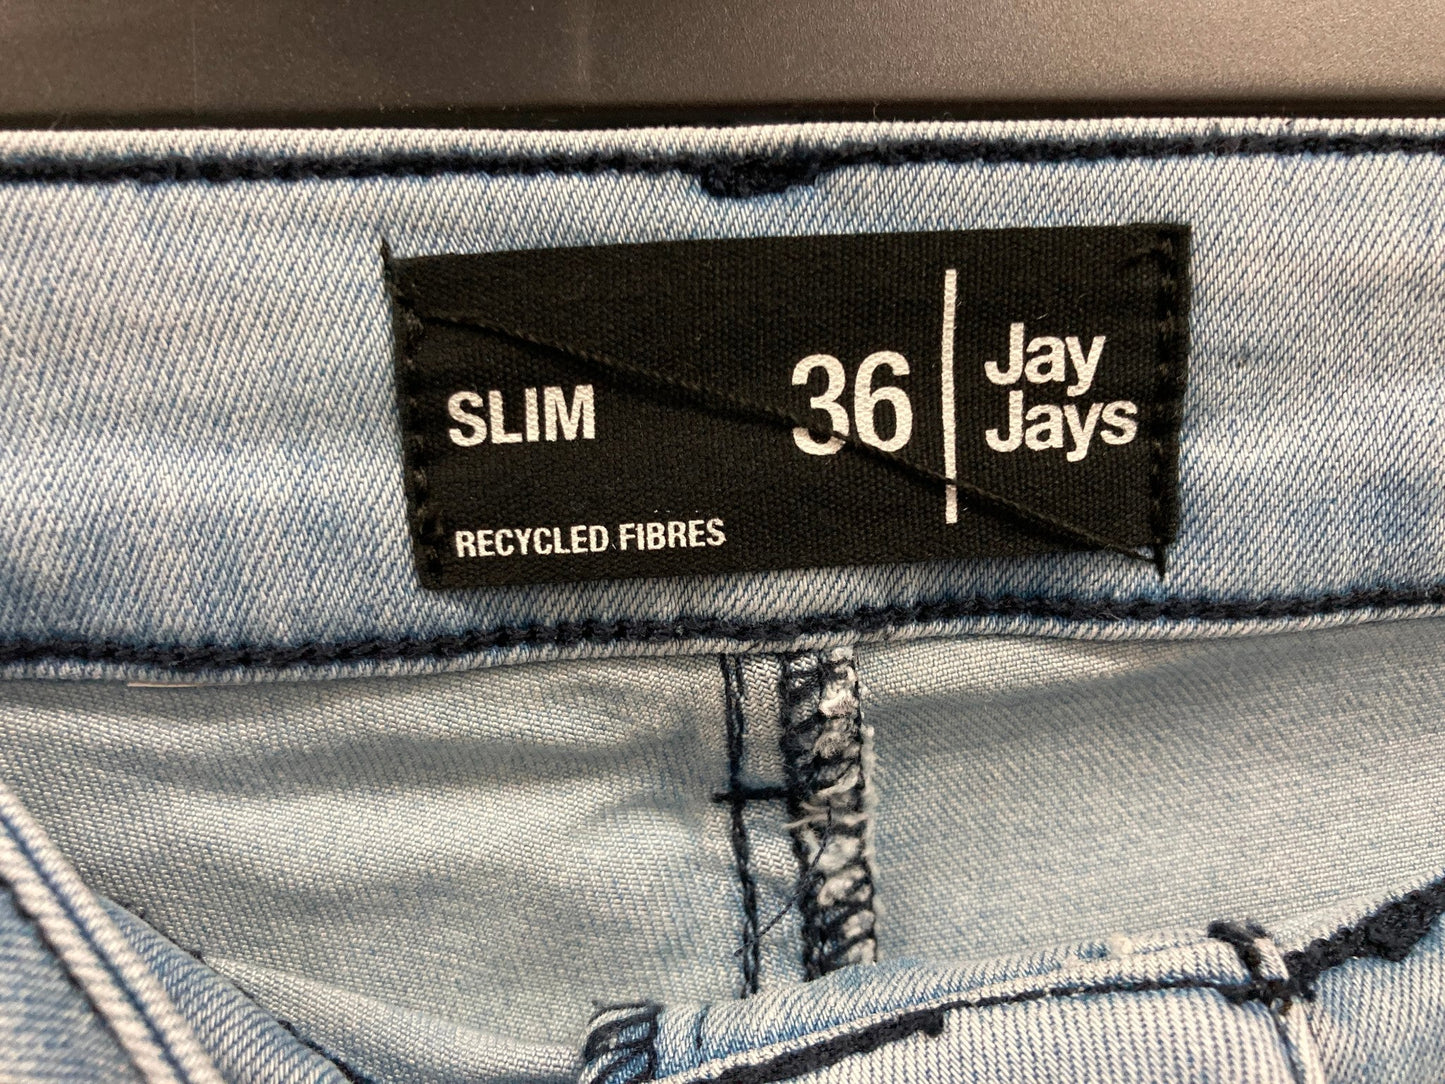 SLIM 36
Jay
Jays
RECYCLED FIBRES